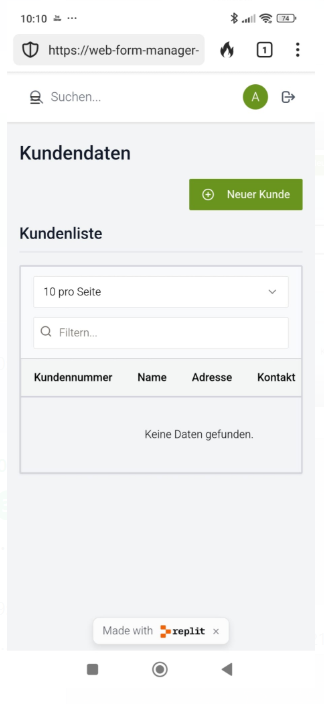 10:10
74
https://web-form-manager-
1
Suchen...
A
Kundendaten
Neuer Kunde
Kundenliste
10 pro Seite
Filtern...
Kundennummer Name Adresse Kontakt
Keine Daten gefunden.
Made with replit ×